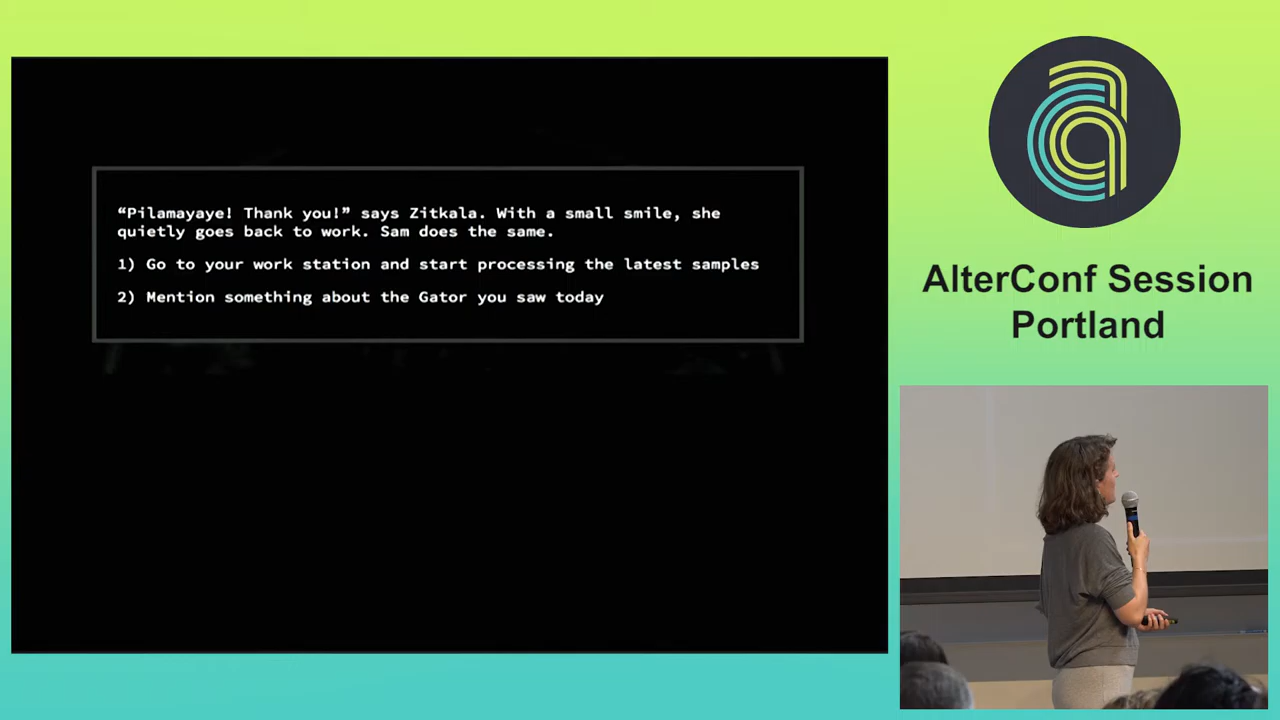 “Pilamayaye! Thank you!” says Zitkala. With a small smile, she
quietly goes back to work. Sam does the same.
1) Go to your work station and start processing the latest samples
2) Mention something about the Gator you saw today
AlterConf Session
Portland